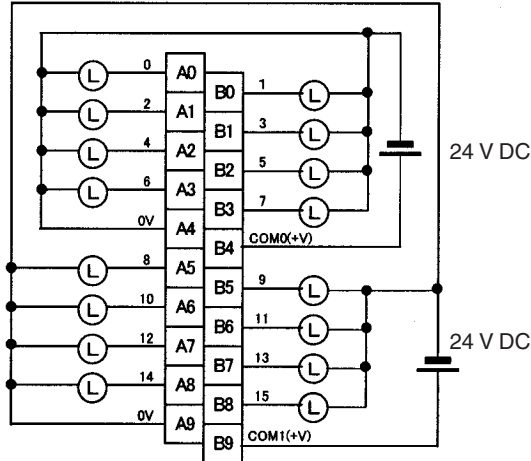 L 0 A0
B0 1 L
L 2 A1
B1 3 L
L 4 A2
24 V DC
B2 5 L
L 6 A3
B3 7 L
0V A4
B4 COM0(+V)
L 8 A5
B5 9 L
L 10 A6
B6 11 L
24 V DC
L 12 A7
B7 13 L
L 14 A8
B8 15 L
0V A9
B9 COM1(+V)